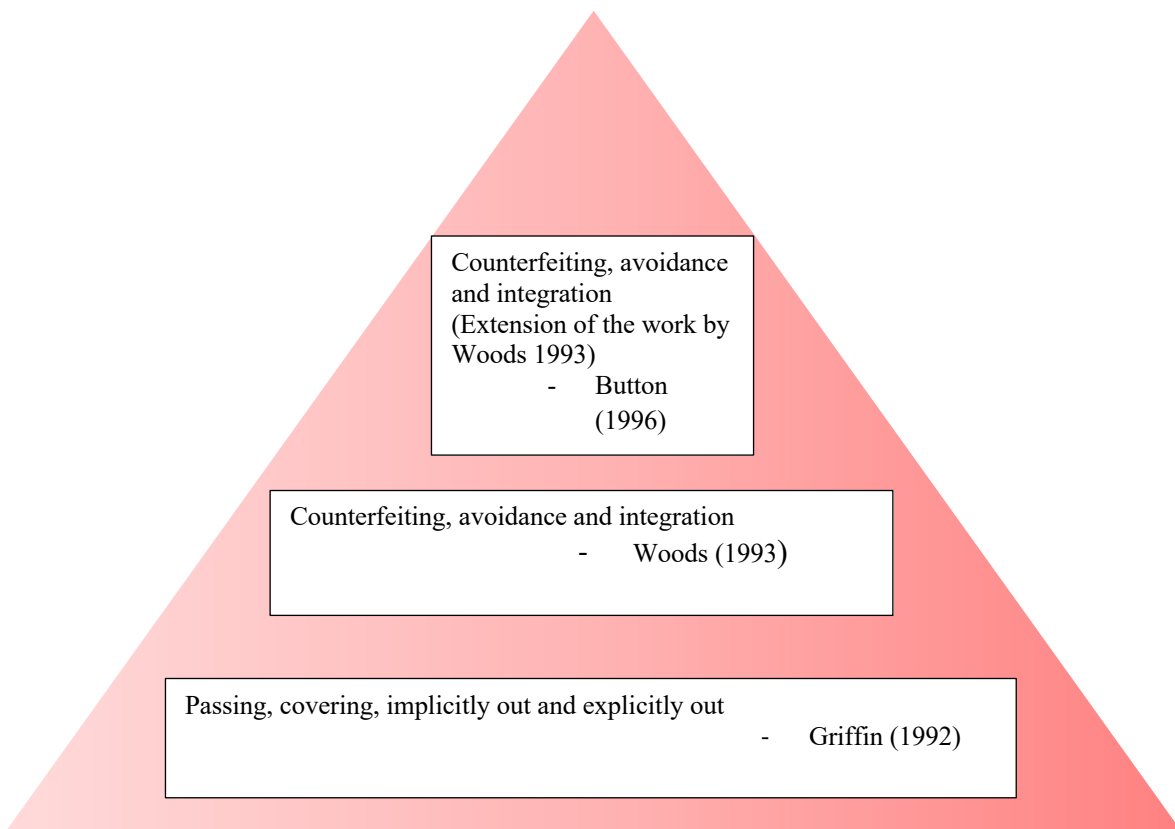 Counterfeiting, avoidance
and integration
(Extension of the work by
Woods 1993)
- Button
(1996)
Counterfeiting, avoidance and integration
- Woods (1993)
Passing, covering, implicitly out and explicitly out
- Griffin (1992)